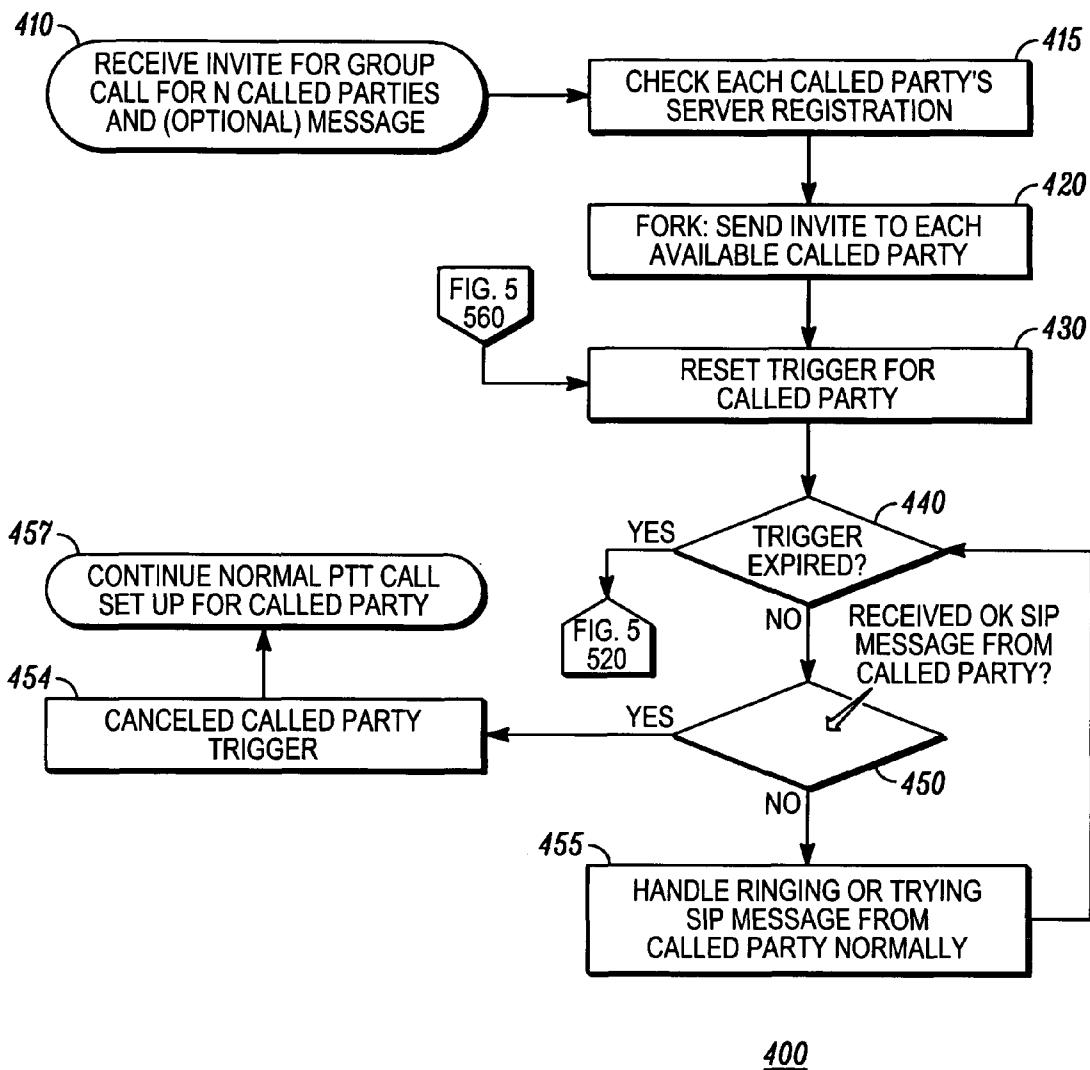 410
RECEIVE INVITE FOR GROUP
CALL FOR N CALLED PARTIES
AND (OPTIONAL) MESSAGE
415
CHECK EACH CALLED PARTY'S
SERVER REGISTRATION
420
FORK: SEND INVITE TO EACH
AVAILABLE CALLED PARTY
FIG. 5
560
430
RESET TRIGGER FOR
CALLED PARTY
440
TRIGGER
EXPIRED?
YES
NO
FIG. 5
520
RECEIVED OK SIP
MESSAGE FROM
CALLED PARTY?
450
YES
NO
457
CONTINUE NORMAL PTT CALL
SET UP FOR CALLED PARTY
454
CANCELED CALLED PARTY
TRIGGER
455
HANDLE RINGING OR TRYING
SIP MESSAGE FROM
CALLED PARTY NORMALLY
400